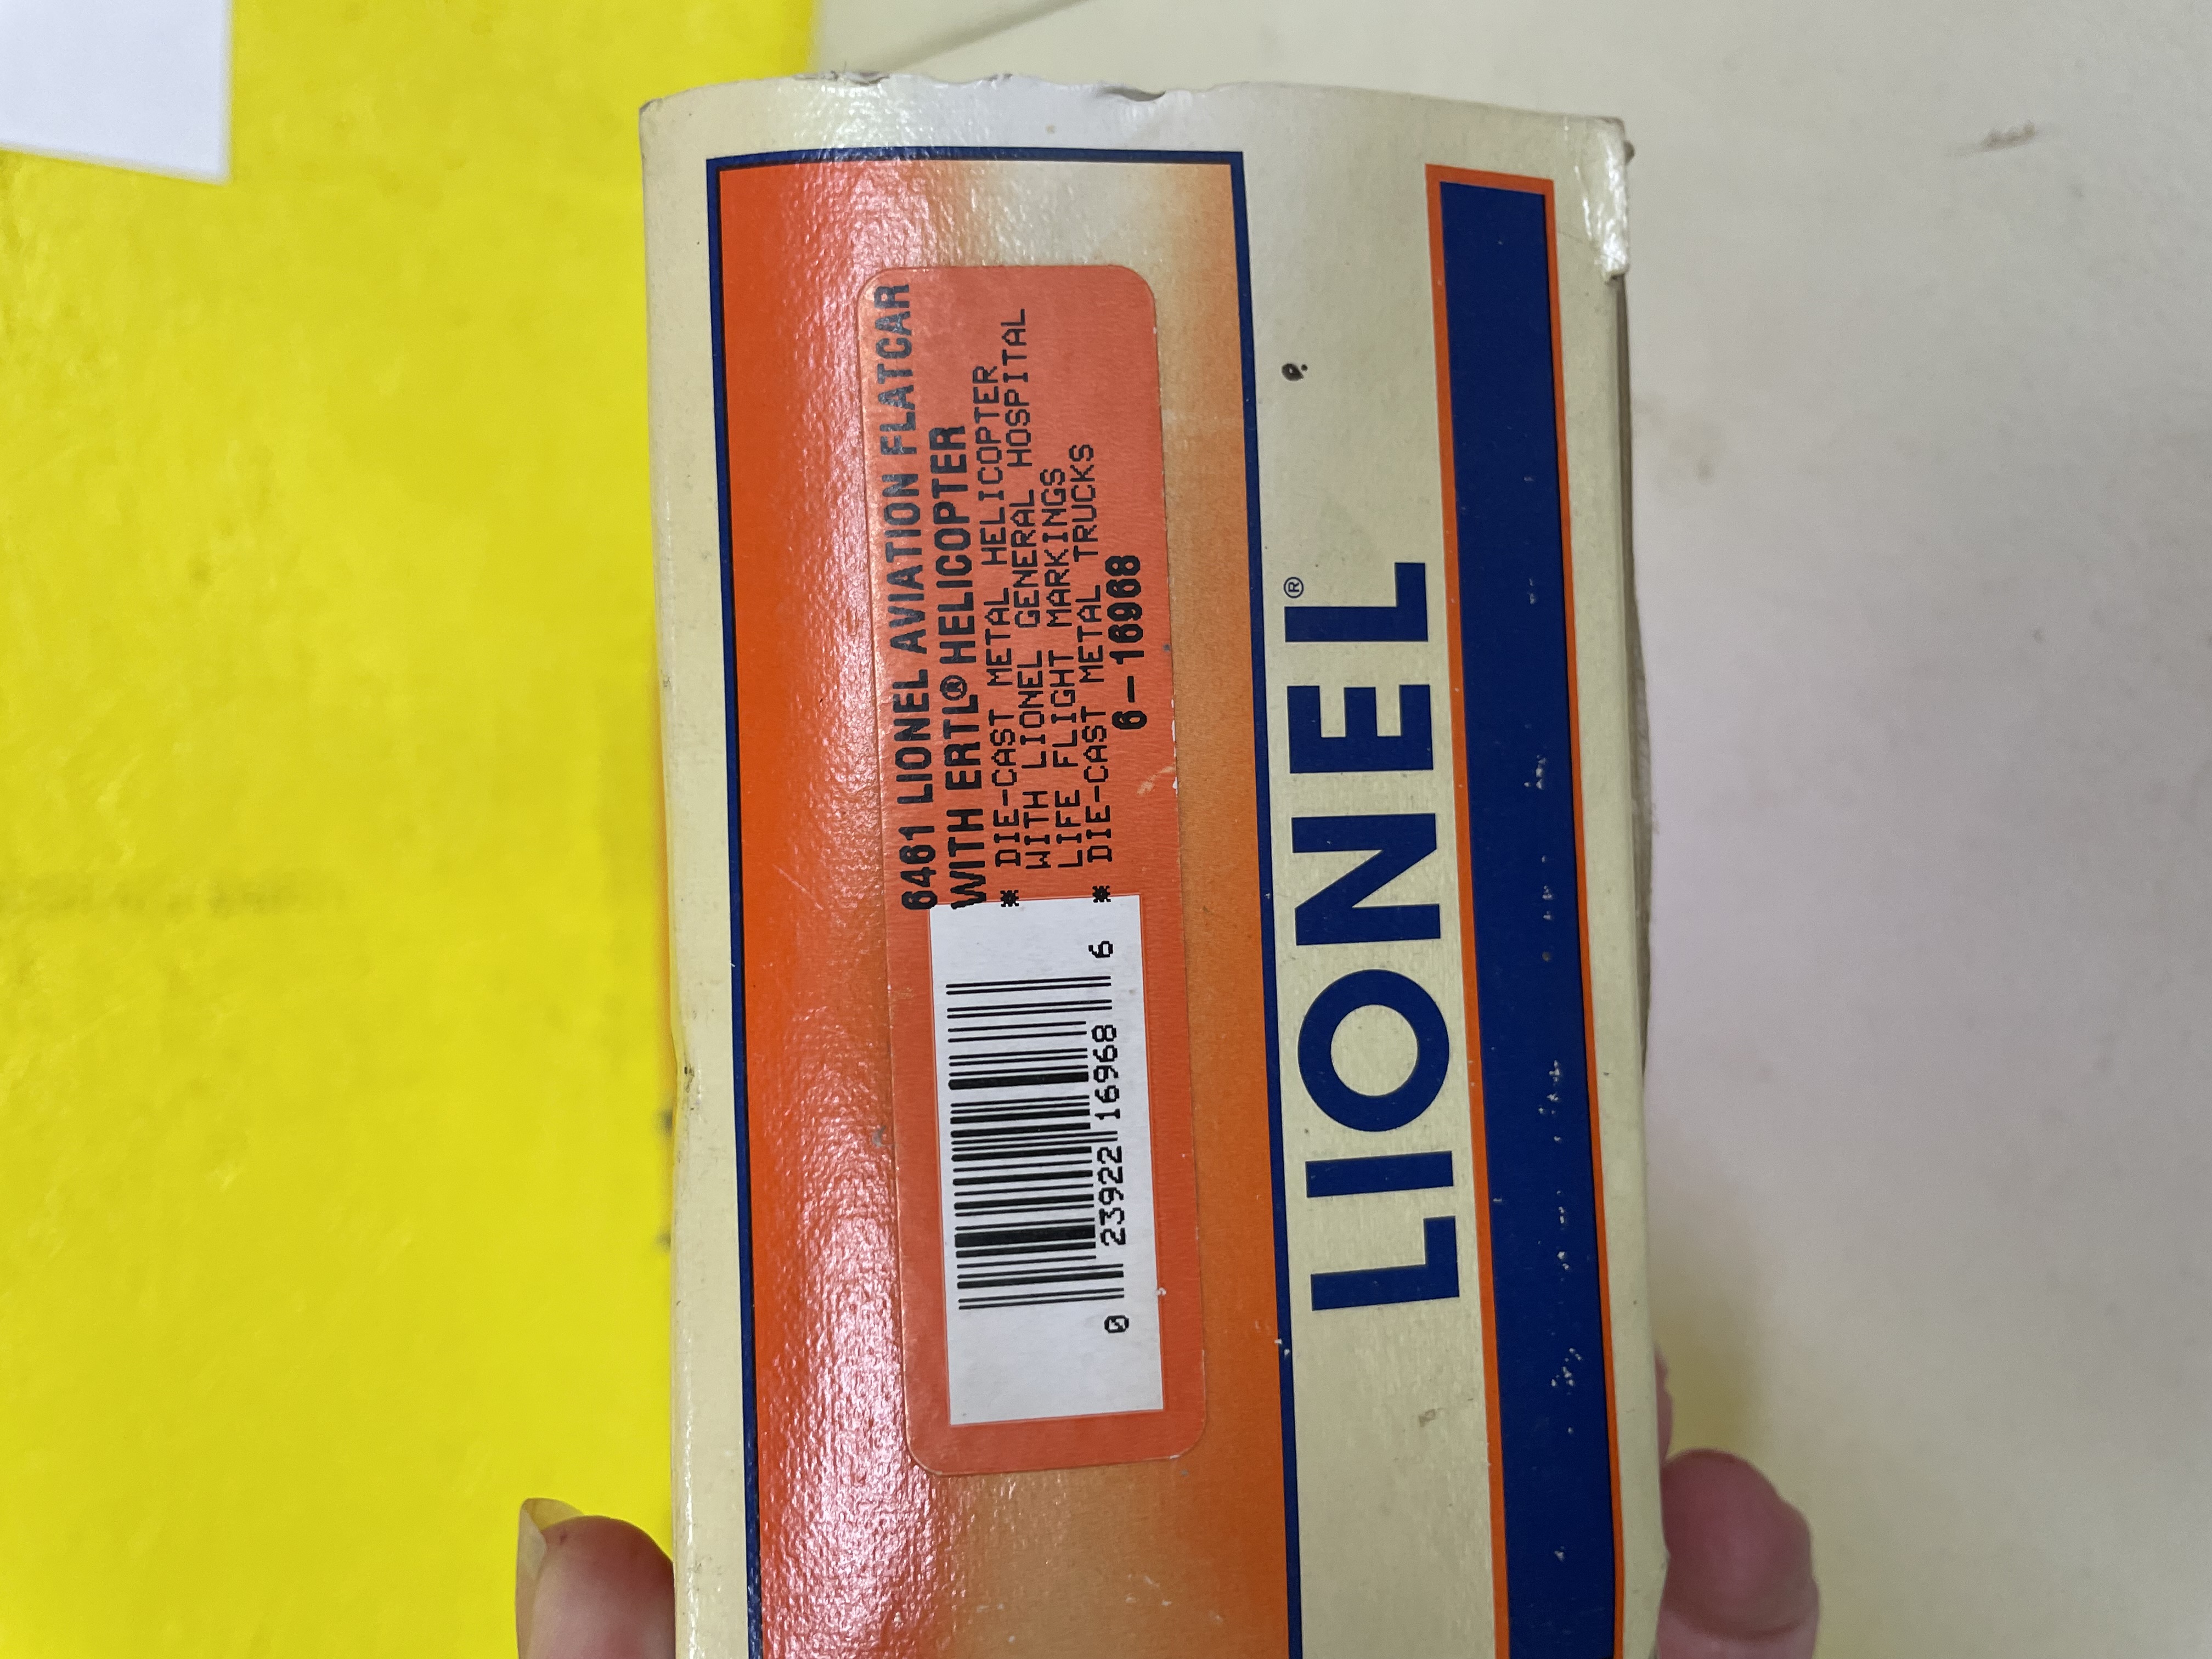 6461 LIONEL AVIATION FLATCAR
WITH ERTL® HELICOPTER
* DIE-CAST METAL HELICOPTER
WITH LIONEL GENERAL HOSPITAL
LIFE FLIGHT MARKINGS
* DIE-CAST METAL TRUCKS
6-16968
0 23922 16968 6
LIONEL®